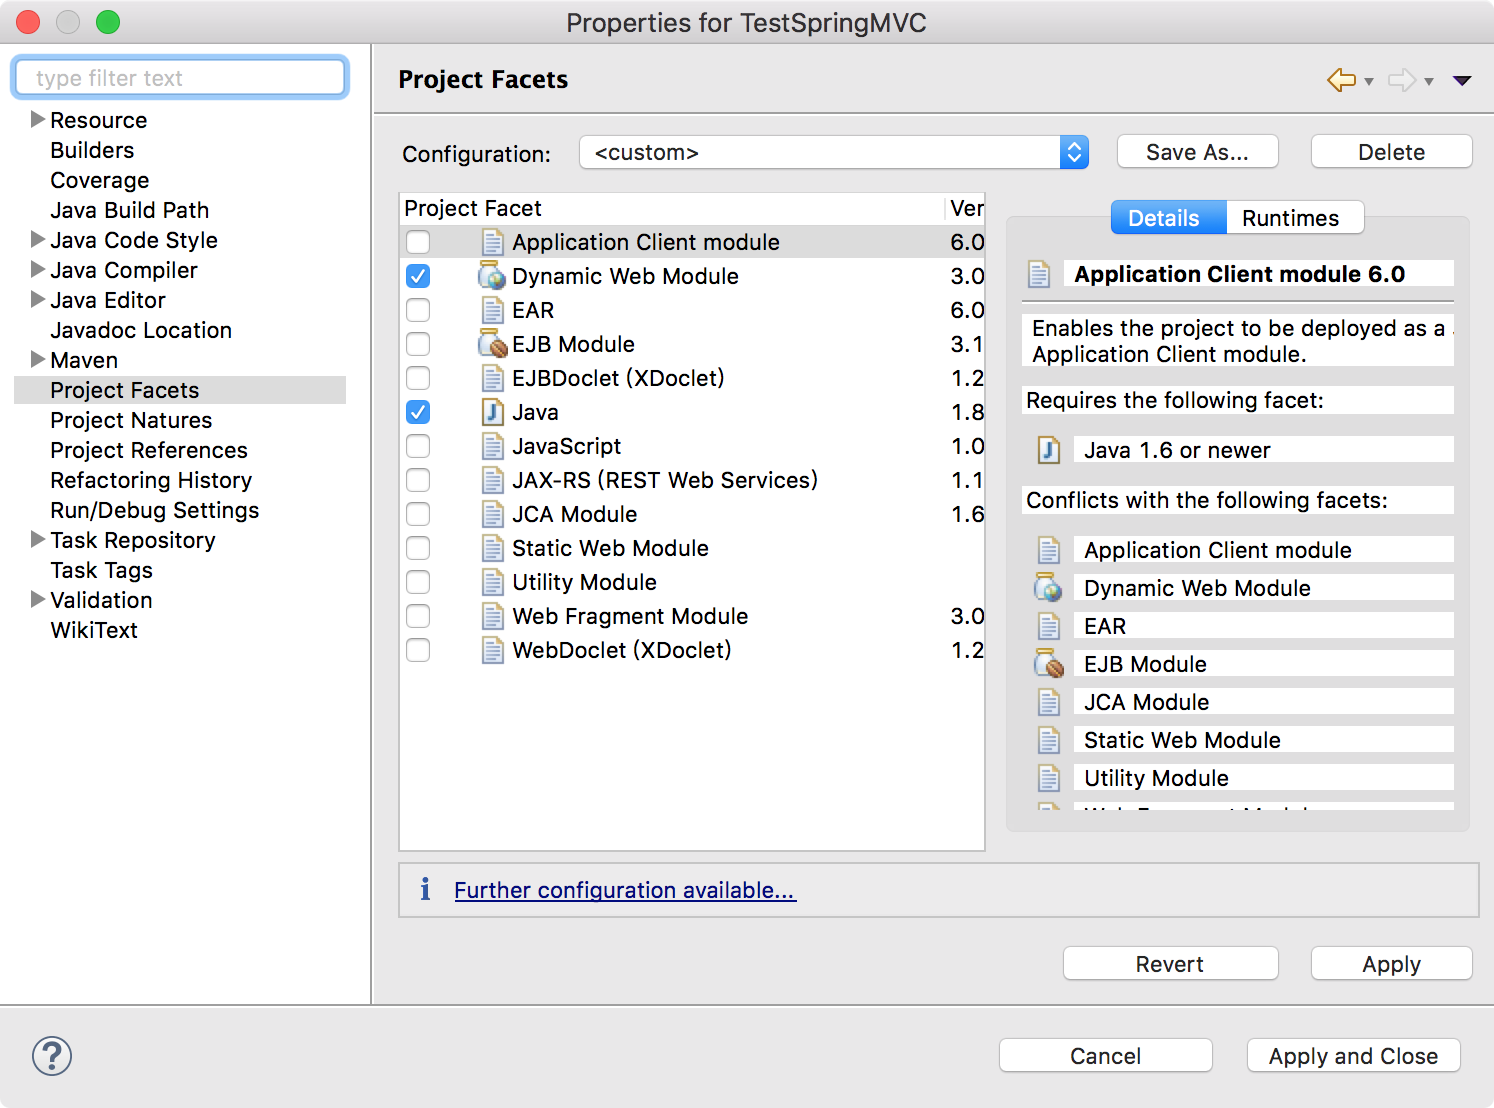 Properties for TestSpringMVC
type filter text
Resource
Builders
Coverage
Java Build Path
Java Code Style
Java Compiler
Java Editor
Javadoc Location
Maven
Project Facets
Project Natures
Project References
Refactoring History
Run/Debug Settings
Task Repository
Task Tags
Validation
WikiText
Project Facets
Configuration: <custom> Save As... Delete
Project Facet Ver
Application Client module 6.0
Dynamic Web Module 3.0
EAR 6.0
EJB Module 3.1
EJBDoclet (XDoclet) 1.2
Java 1.8
JavaScript 1.0
JAX-RS (REST Web Services) 1.1
JCA Module 1.6
Static Web Module
Utility Module
Web Fragment Module 3.0
WebDoclet (XDoclet) 1.2
Details Runtimes
Application Client module 6.0
Enables the project to be deployed as a
Application Client module.
Requires the following facet:
Java 1.6 or newer
Conflicts with the following facets:
Application Client module
Dynamic Web Module
EAR
EJB Module
JCA Module
Static Web Module
Utility Module
i Further configuration available...
Revert Apply
? Cancel Apply and Close